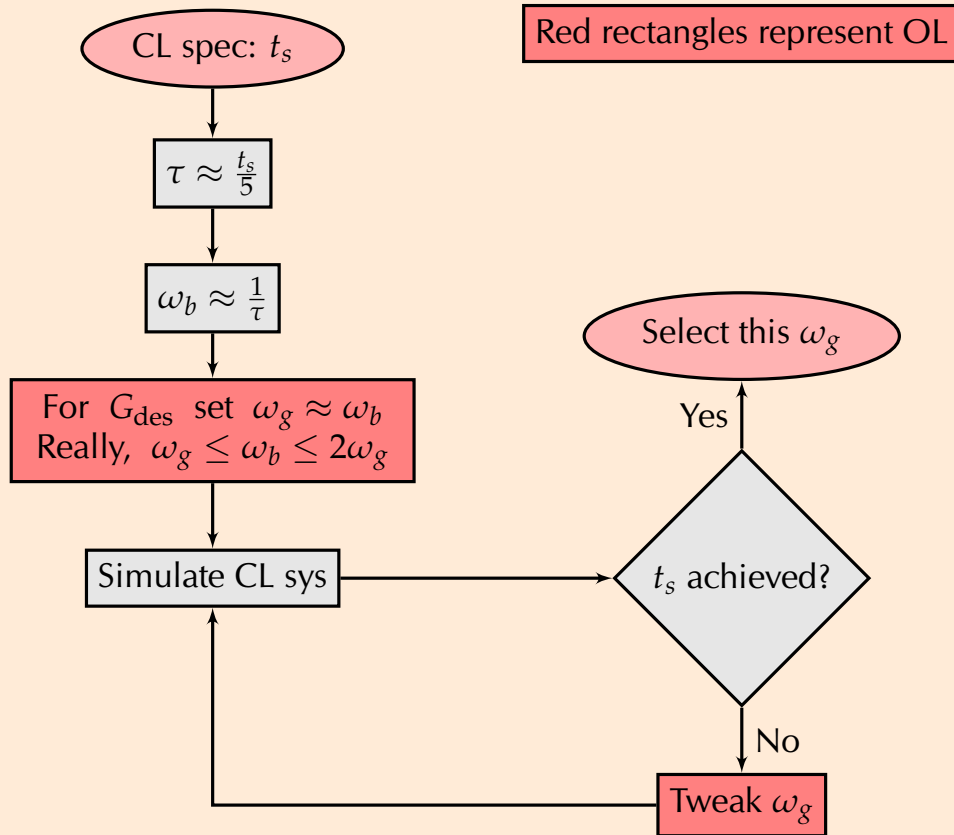 CL spec: tₛ
Red rectangles represent OL
τ ≈ tₛ/5
ω_b ≈ 1/τ
For G_des set ω_g ≈ ω_b
Really, ω_g ≤ ω_b ≤ 2ω_g
Simulate CL sys
Select this ω_g
Yes
tₛ achieved?
No
Tweak ω_g